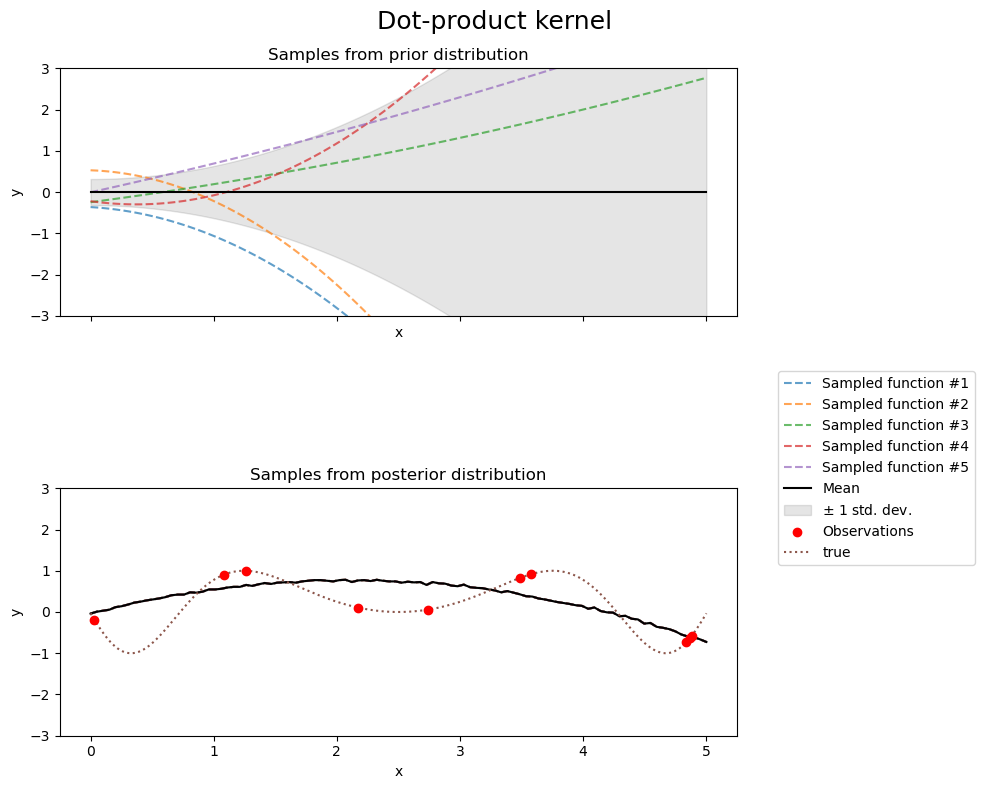 Dot-product kernel
Samples from prior distribution
3
2
1
0
−1
−2
−3
y
x
Sampled function #1
Sampled function #2
Sampled function #3
Sampled function #4
Sampled function #5
Mean
± 1 std. dev.
Observations
true
Samples from posterior distribution
3
2
1
0
−1
−2
−3
y
0 1 2 3 4 5
x